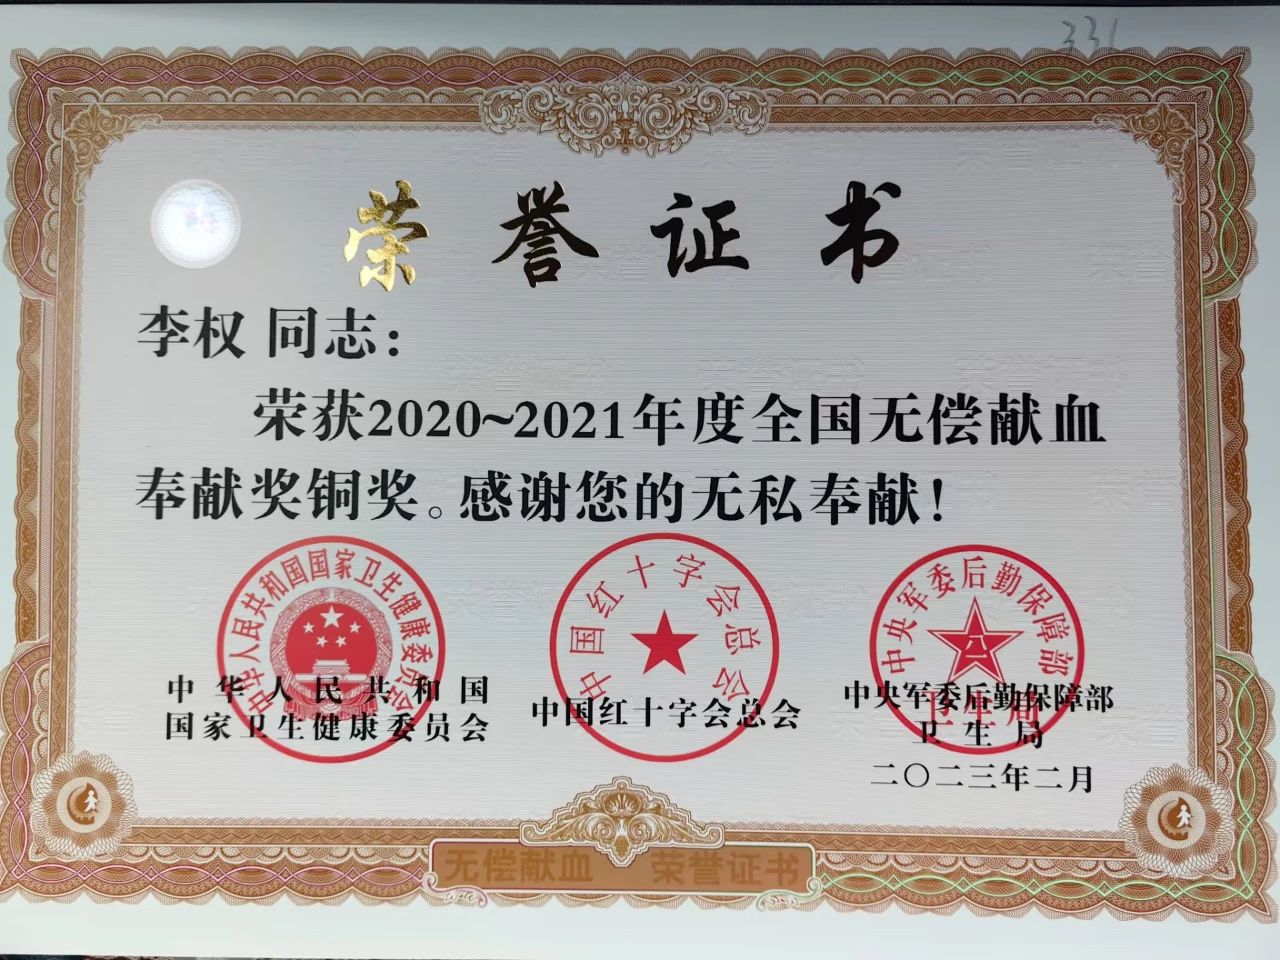 331
荣誉证书
李权 同志：
荣获2020~2021年度全国无偿献血
奉献奖铜奖。感谢您的无私奉献！
中华人民共和国国家卫生健康委员会
中国红十字会总会
中央军委后勤保障部
卫生局
中华人民共和国
国家卫生健康委员会
中国红十字会总会
中央军委后勤保障部
卫生局
二〇二三年二月
无偿献血 荣誉证书